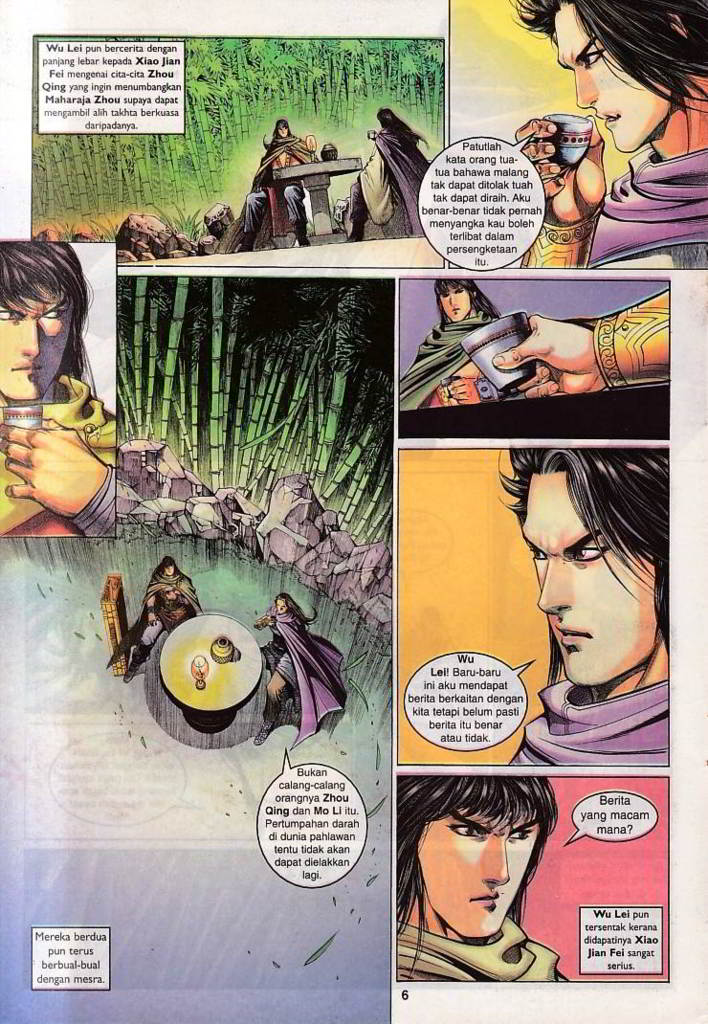 Wu Lei pun bercerita dengan
panjang lebar kepada Xiao Jian
Fei mengenai cita-cita Zhou
Qing yang ingin menumbangkan
Maharaja Zhou supaya dapat
mengambil alih takhta berkuasa
daripadanya.
Patutlah
kata orang tua-
tua bahawa malang
tak dapat ditolak tuah
tak dapat diraih. Aku
benar-benar tidak pernah
menyangka kau boleh
terlibat dalam
persengketaan
itu.
Bukan
calang-calang
orangnya Zhou
Qing dan Mo Li itu.
Pertumpahan darah
di dunia pahlawan
tentu tidak akan
dapat dielakkan
lagi.
Mereka berdua
pun terus
berbual-bual
dengan mesra.
Wu
Lei! Baru-baru
ini aku mendapat
berita berkaitan dengan
kita tetapi belum pasti
berita itu benar
atau tidak.
Berita
yang macam
mana?
Wu Lei pun
tersentak kerana
didapatinya Xiao
Jian Fei sangat
serius.
6